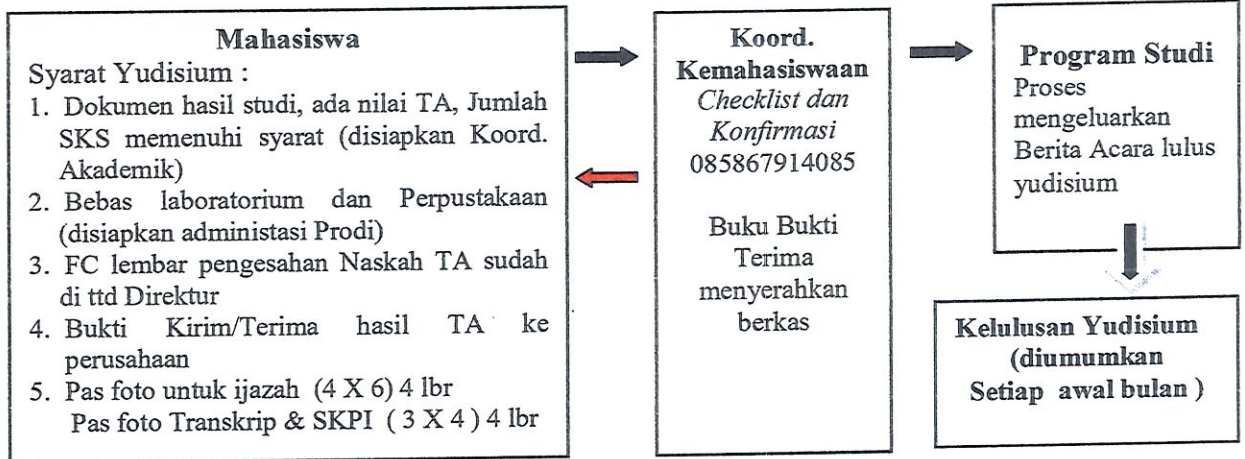 Mahasiswa
Syarat Yudisium :
1. Dokumen hasil studi, ada nilai TA, Jumlah
SKS memenuhi syarat (disiapkan Koord.
Akademik)
2. Bebas laboratorium dan Perpustakaan
(disiapkan administasi Prodi)
3. FC lembar pengesahan Naskah TA sudah
di ttd Direktur
4. Bukti Kirim/Terima hasil TA ke
perusahaan
5. Pas foto untuk ijazah (4 X 6) 4 lbr
Pas foto Transkrip & SKPI ( 3 X 4 ) 4 lbr
Koord.
Kemahasiswaan
Checklist dan
Konfirmasi
085867914085
Buku Bukti
Terima
menyerahkan
berkas
Program Studi
Proses
mengeluarkan
Berita Acara lulus
yudisium
Kelulusan Yudisium
(diumumkan
Setiap awal bulan )